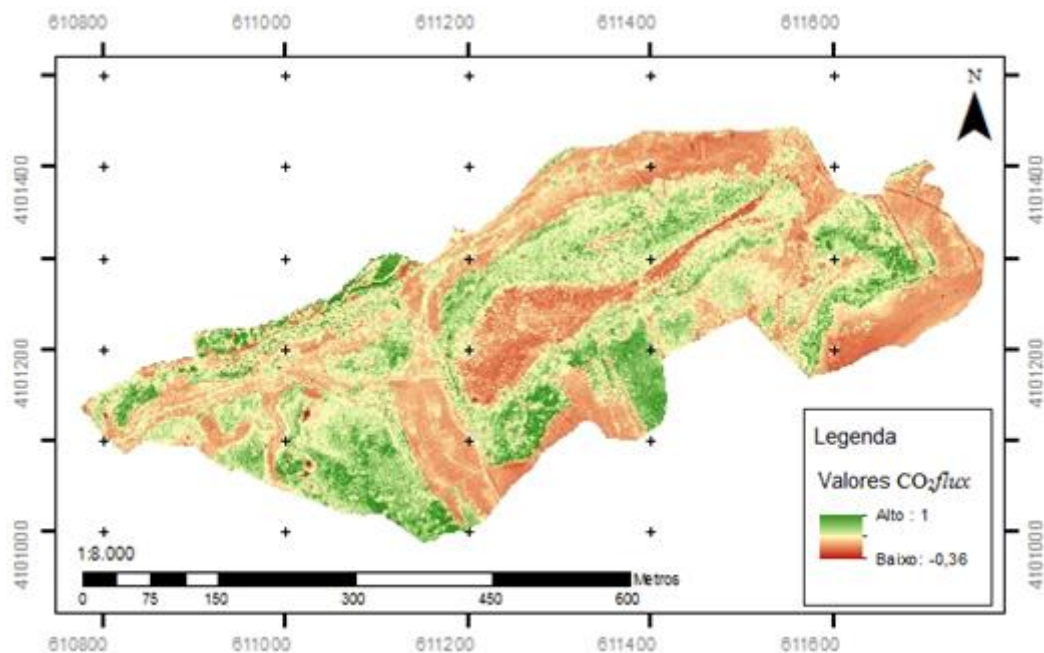 610800 611000 611200 611400 611600
N
4101400 4101400
Legenda
Valores CO₂flux
Alto : 1
Baixo: -0,36
4101200 4101200
4101000 4101000
1:8.000
Metros
0 75 150 300 450 600
610800 611000 611200 611400 611600